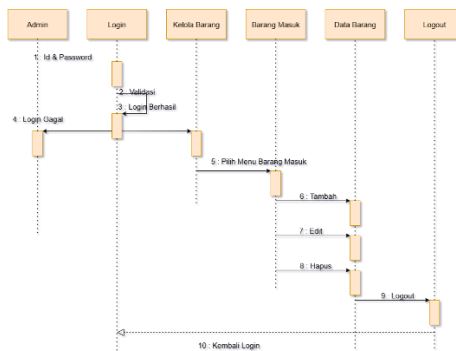 Admin
Login
Kelola Barang
Barang Masuk
Data Barang
Logout
1 : Id & Password
2 : Validasi
3 : Login Berhasil
4 : Login Gagal
5 : Pilih Menu Barang Masuk
6 : Tambah
7 : Edit
8 : Hapus
9 : Logout
10 : Kembali Login